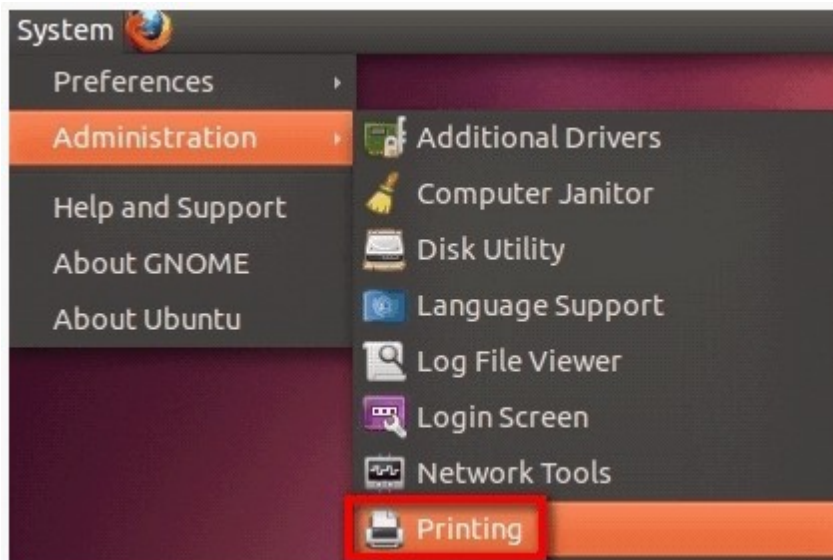 System
Preferences
Administration
Help and Support
About GNOME
About Ubuntu
Additional Drivers
Computer Janitor
Disk Utility
Language Support
Log File Viewer
Login Screen
Network Tools
Printing